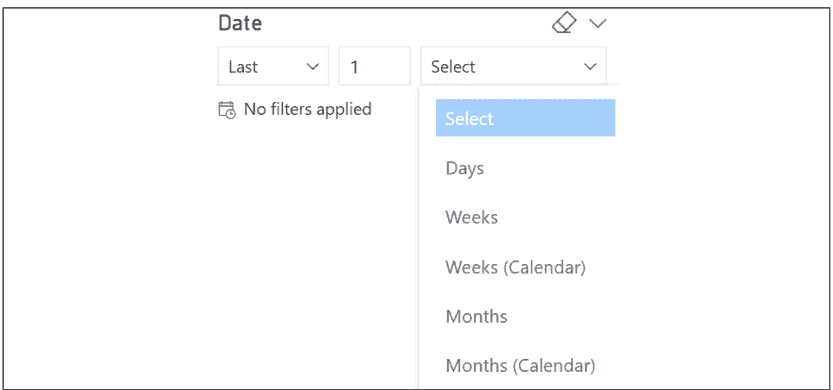 Date
Last 1 Select
No filters applied
Select
Days
Weeks
Weeks (Calendar)
Months
Months (Calendar)